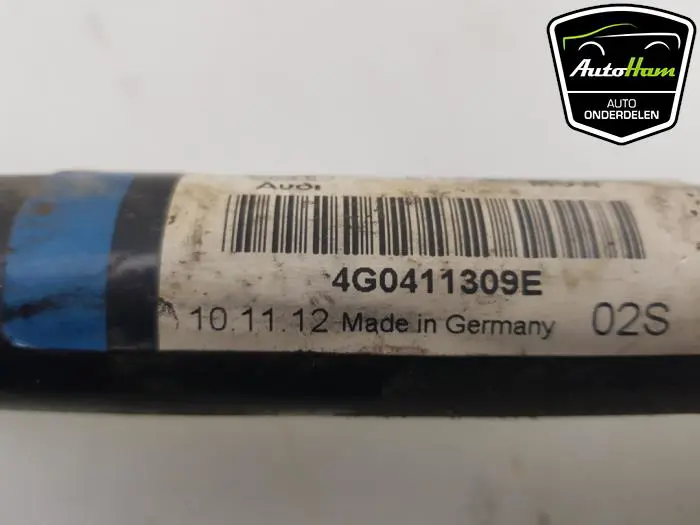 AutoHam
AUTO
ONDERDELEN
Audi
4G0411309E
10.11.12 Made in Germany 02S